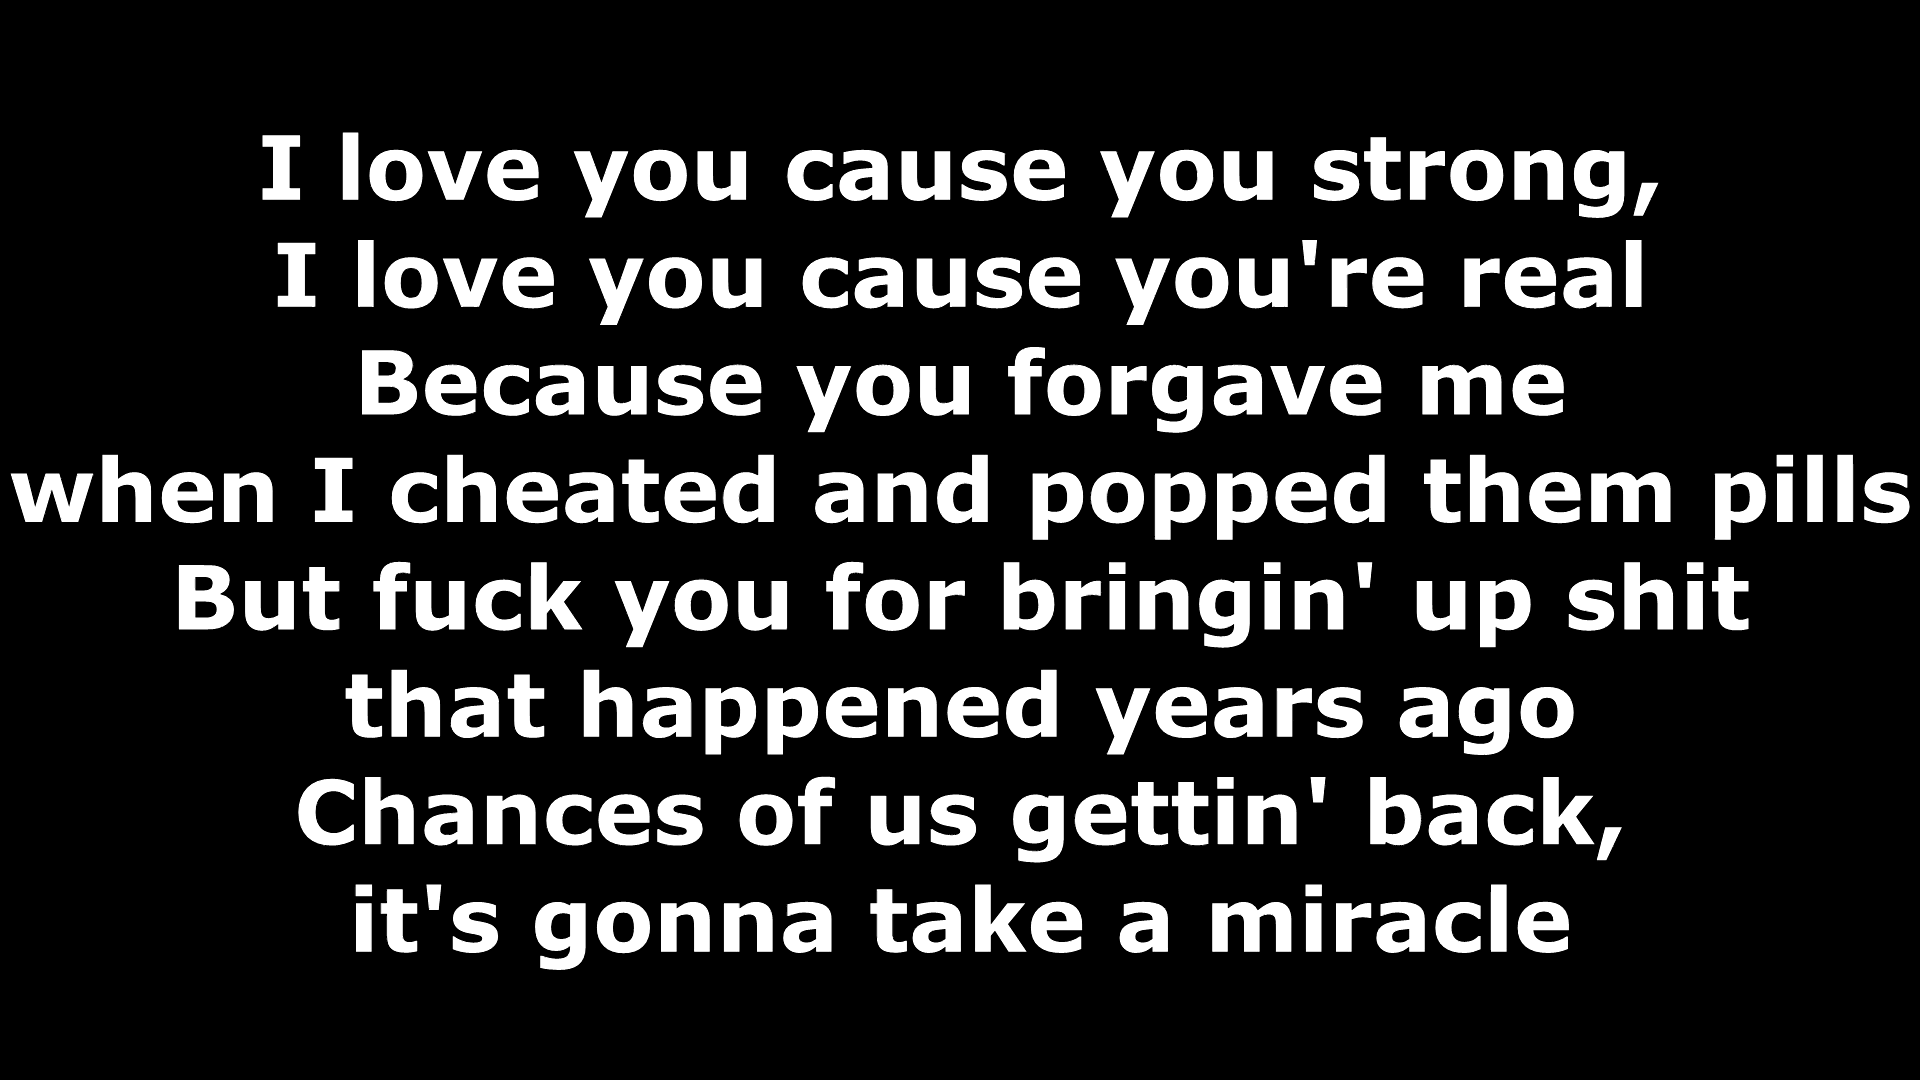 I love you cause you strong,
I love you cause you're real
Because you forgave me
when I cheated and popped them pills
But fuck you for bringin' up shit
that happened years ago
Chances of us gettin' back,
it's gonna take a miracle